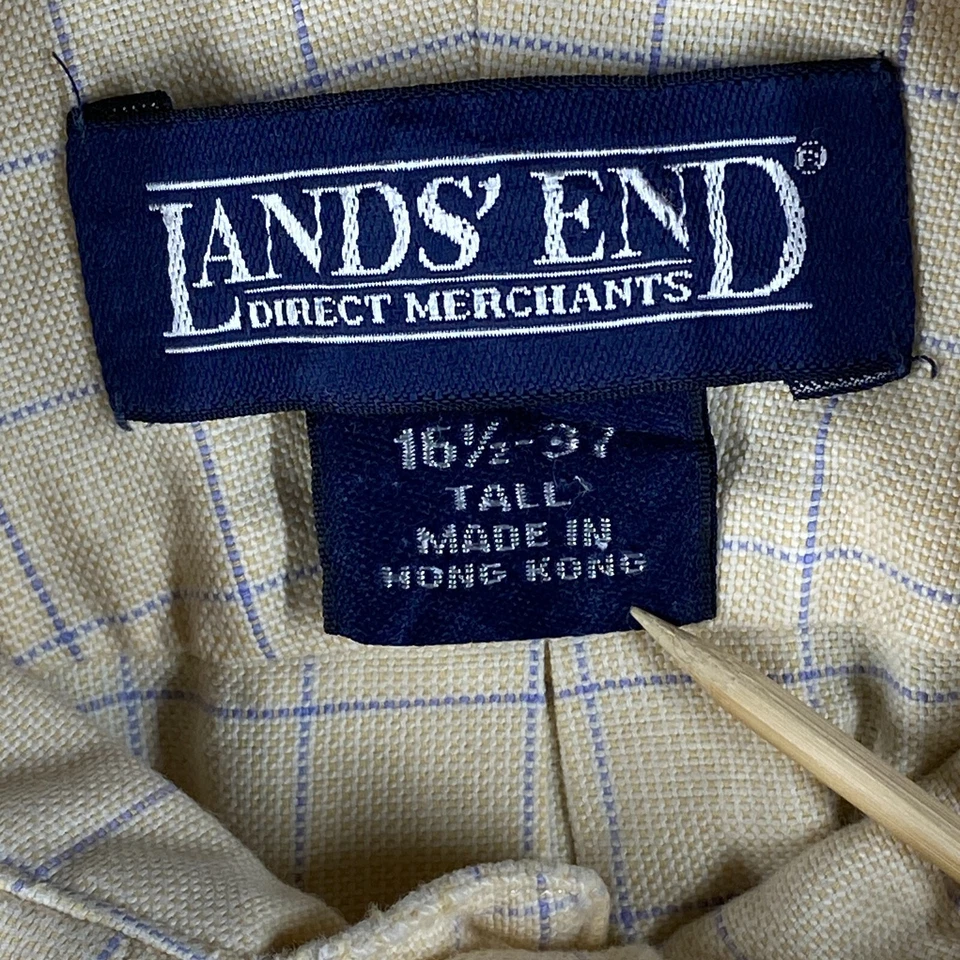 LANDS' END®
DIRECT MERCHANTS
16½-37
TALL
MADE IN
HONG KONG